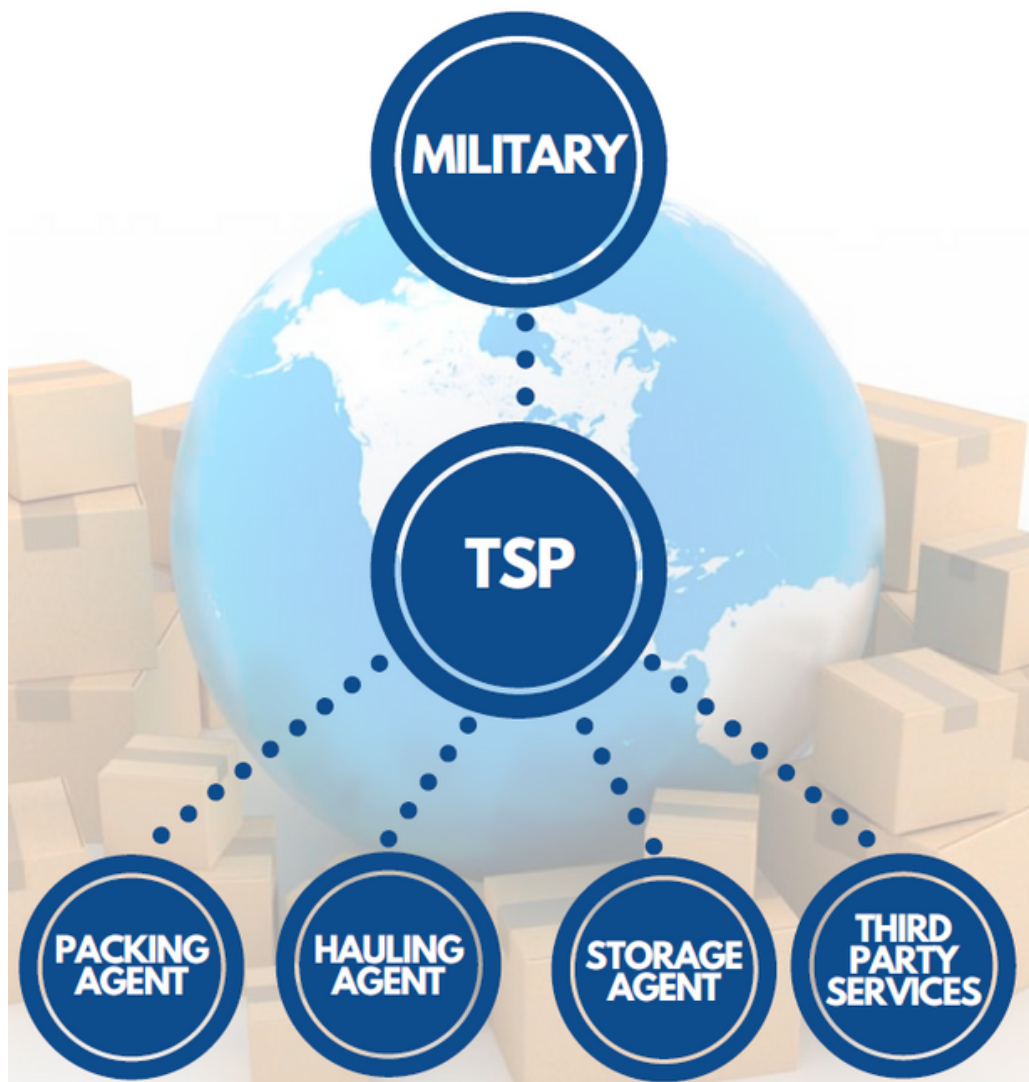 MILITARY
TSP
PACKING
AGENT
HAULING
AGENT
STORAGE
AGENT
THIRD
PARTY
SERVICES